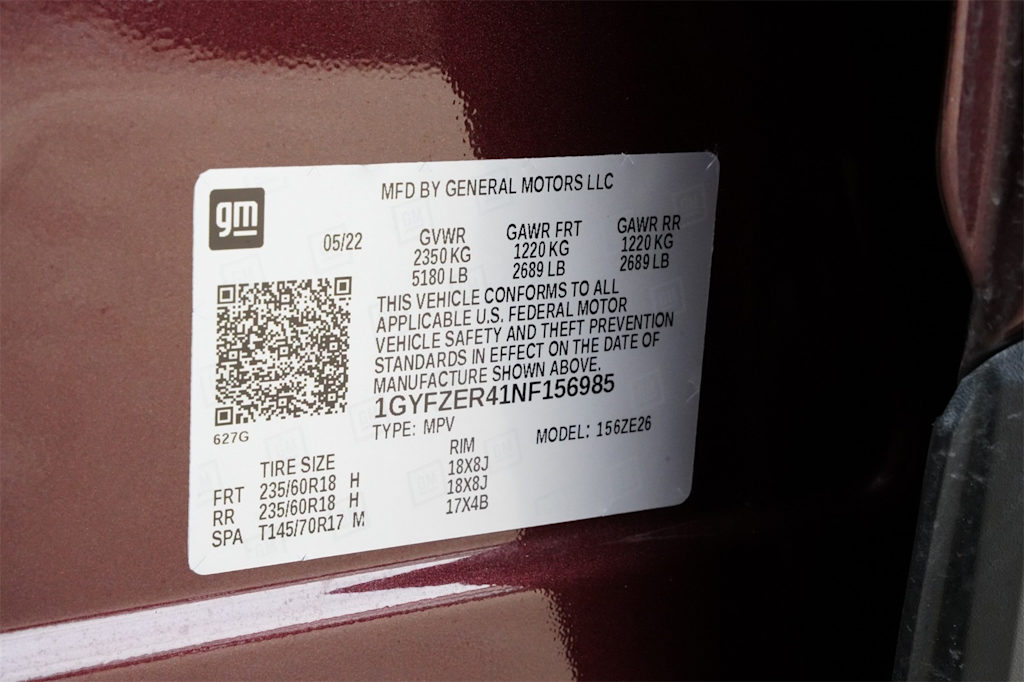 gm
MFD BY GENERAL MOTORS LLC
05/22
GVWR GAWR FRT GAWR RR
2350 KG 1220 KG 1220 KG
5180 LB 2689 LB 2689 LB
THIS VEHICLE CONFORMS TO ALL
APPLICABLE U.S. FEDERAL MOTOR
VEHICLE SAFETY AND THEFT PREVENTION
STANDARDS IN EFFECT ON THE DATE OF
MANUFACTURE SHOWN ABOVE.
1GYFZER41NF156985
627G
TYPE: MPV MODEL: 156ZE26
TIRE SIZE RIM
FRT 235/60R18 H 18X8J
RR 235/60R18 H 18X8J
SPA T145/70R17 M 17X4B